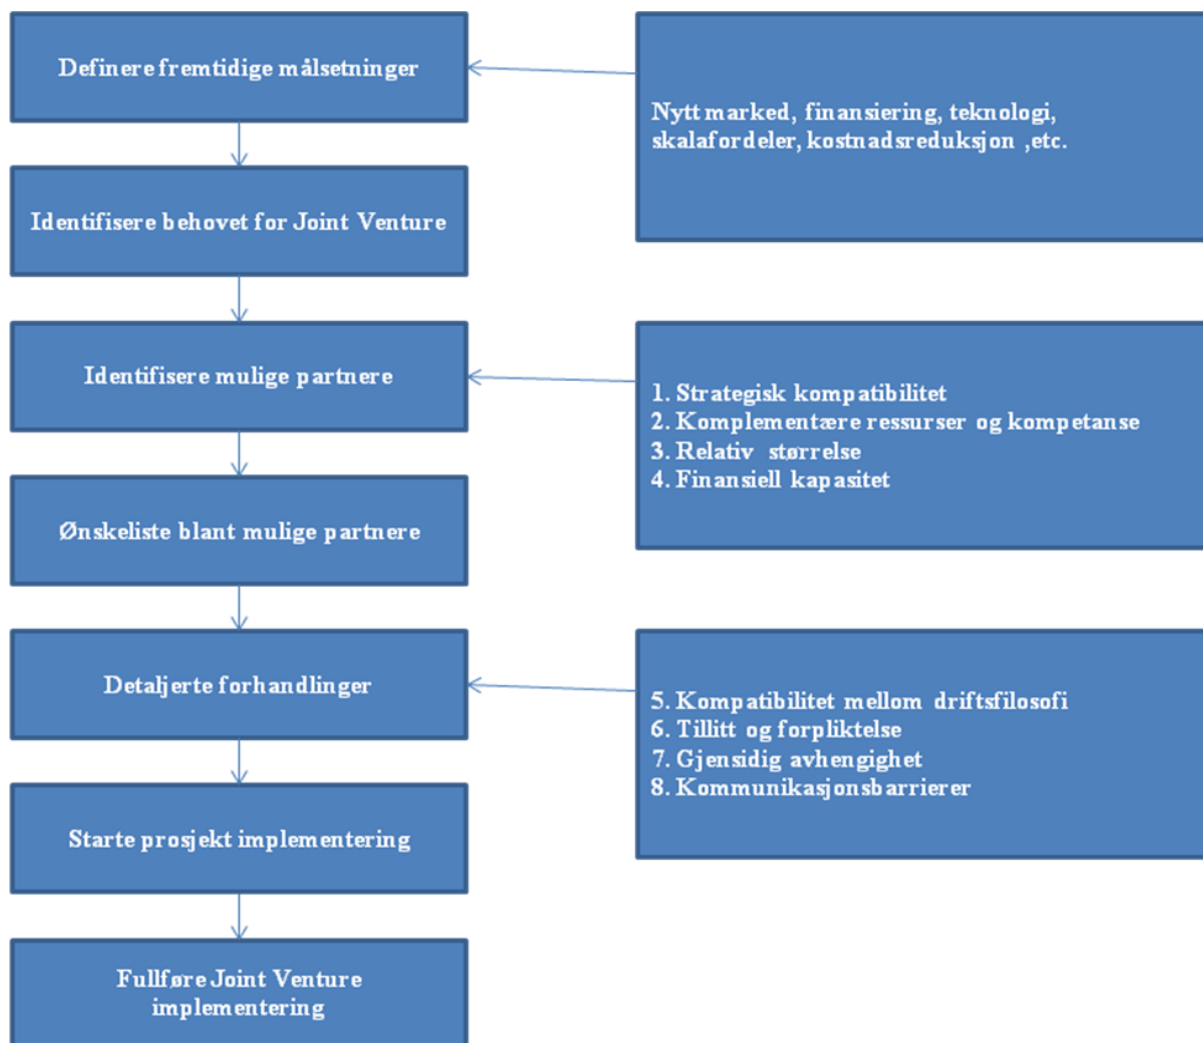 Definere fremtidige målsetninger
Nytt marked, finansiering, teknologi,
skalafordeler, kostnadsreduksjon ,etc.
Identifisere behovet for Joint Venture
Identifisere mulige partnere
1. Strategisk kompatibilitet
2. Komplementære ressurser og kompetanse
3. Relativ størrelse
4. Finansiell kapasitet
Ønskeliste blant mulige partnere
Detaljerte forhandlinger
5. Kompatibilitet mellom driftsfilosofi
6. Tillitt og forpliktelse
7. Gjensidig avhengighet
8. Kommunikasjonsbarrierer
Starte prosjekt implementering
Fullføre Joint Venture
implementering